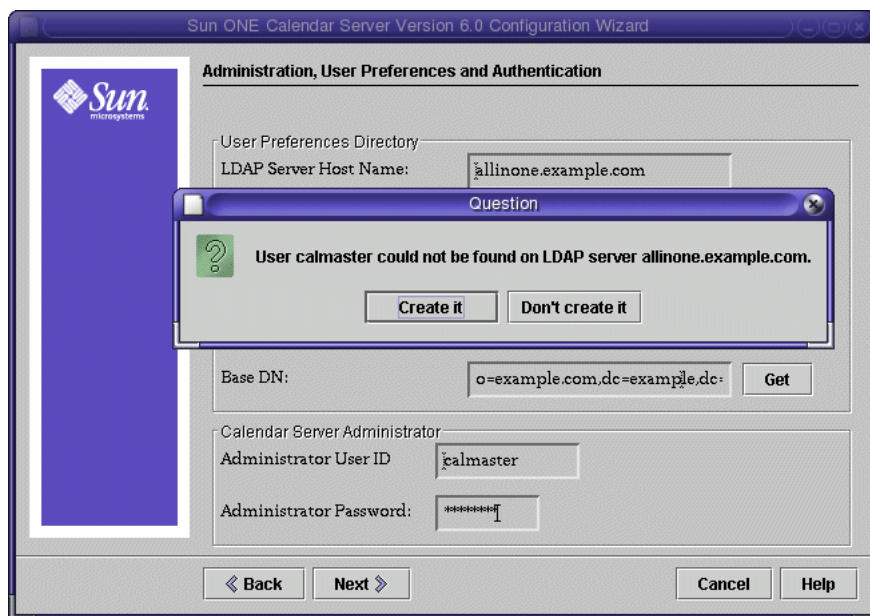 Sun ONE Calendar Server Version 6.0 Configuration Wizard
Sun
microsystems
Administration, User Preferences and Authentication
User Preferences Directory
LDAP Server Host Name: allinone.example.com
Question
User calmaster could not be found on LDAP server allinone.example.com.
Create it Don't create it
Base DN: o=example.com,dc=example,dc= Get
Calendar Server Administrator
Administrator User ID calmaster
Administrator Password: ********
Back Next Cancel Help